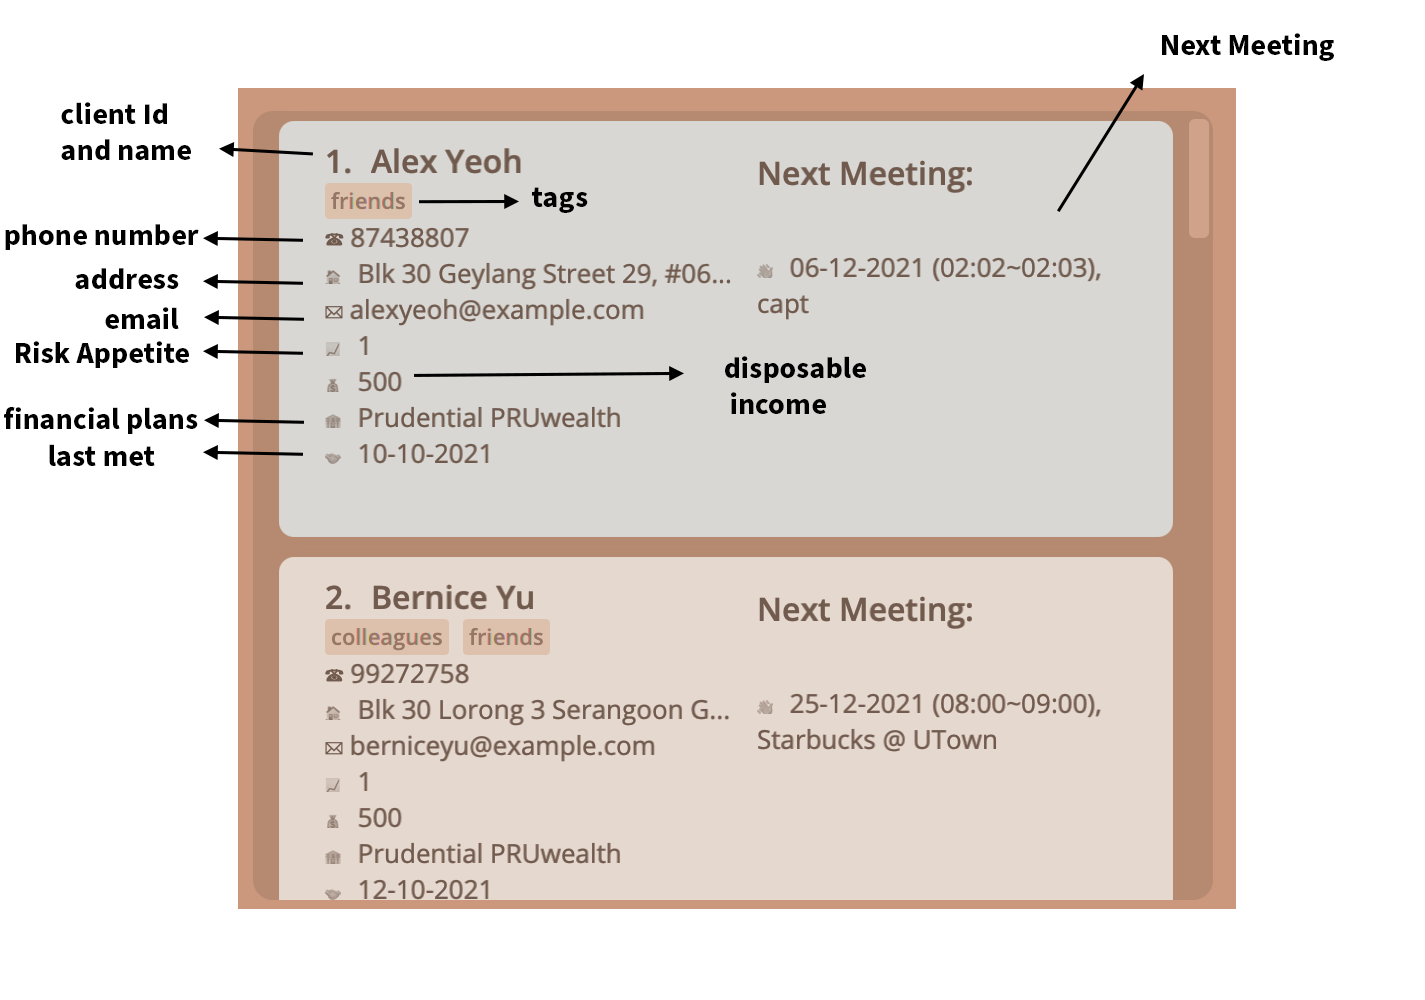 Next Meeting
client Id
and name
1. Alex Yeoh
Next Meeting:
friends
tags
phone number
87438807
address
Blk 30 Geylang Street 29, #06...
06-12-2021 (02:02~02:03),
capt
email
alexyeoh@example.com
Risk Appetite
1
500
disposable
income
financial plans
Prudential PRUwealth
last met
10-10-2021
2. Bernice Yu
Next Meeting:
colleagues friends
99272758
Blk 30 Lorong 3 Serangoon G...
25-12-2021 (08:00~09:00),
Starbucks @ UTown
berniceyu@example.com
1
500
Prudential PRUwealth
12-10-2021